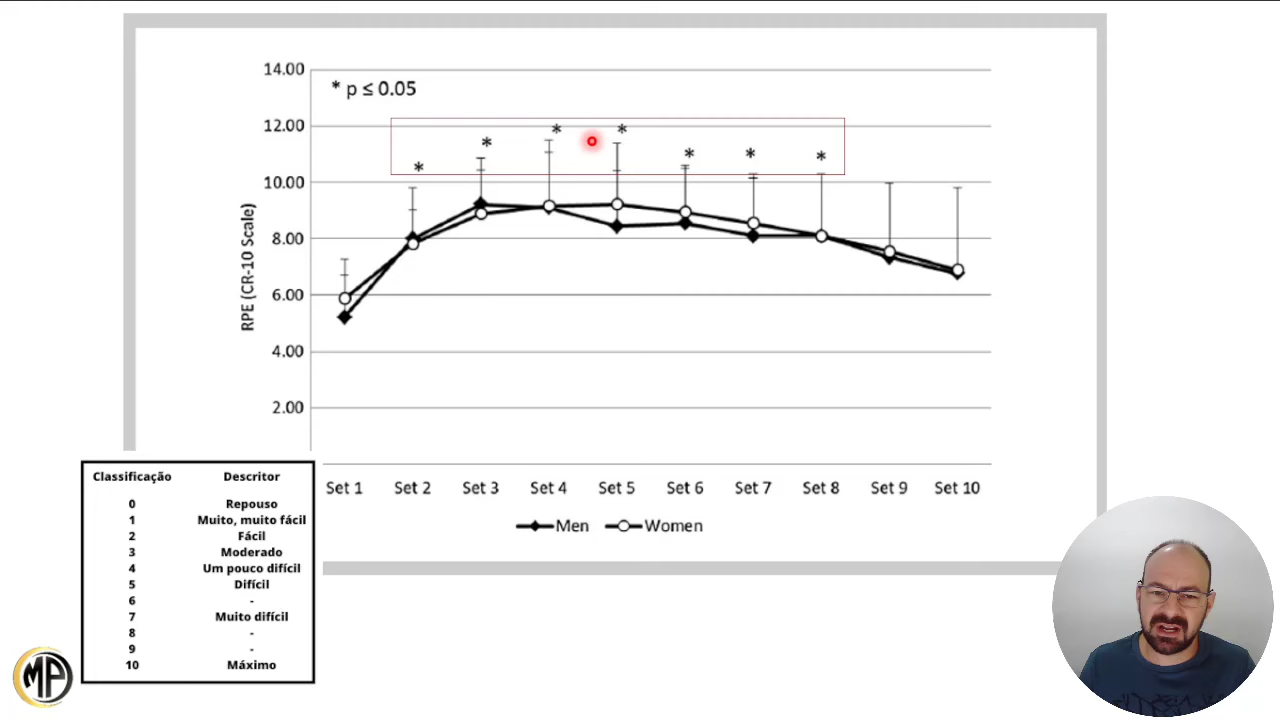 14.00
* p ≤ 0.05
12.00
* * * * * * *
10.00
8.00
6.00
4.00
2.00
RPE (CR-10 Scale)
Set 1 Set 2 Set 3 Set 4 Set 5 Set 6 Set 7 Set 8 Set 9 Set 10
Men Women
Classificação Descritor
0 Repouso
1 Muito, muito fácil
2 Fácil
3 Moderado
4 Um pouco difícil
5 Difícil
6 -
7 Muito difícil
8 -
9 -
10 Máximo
MP